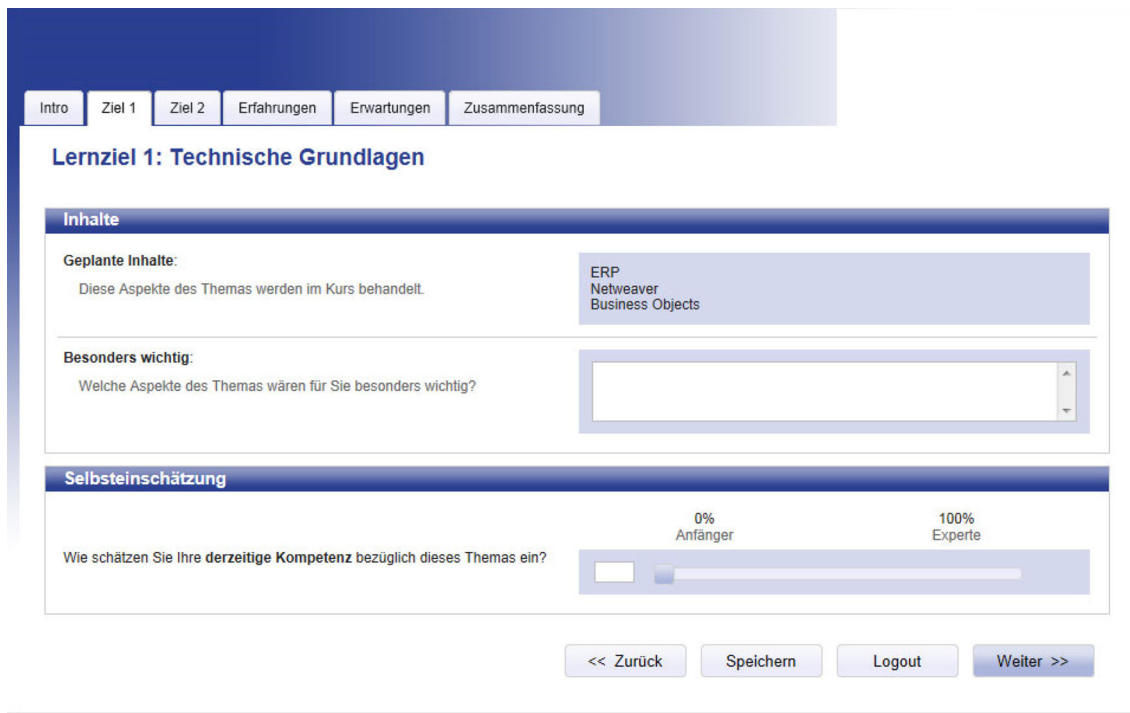 Intro Ziel 1 Ziel 2 Erfahrungen Erwartungen Zusammenfassung
Lernziel 1: Technische Grundlagen
Inhalte
Geplante Inhalte:
Diese Aspekte des Themas werden im Kurs behandelt.
ERP
Netweaver
Business Objects
Besonders wichtig:
Welche Aspekte des Themas wären für Sie besonders wichtig?
Selbsteinschätzung
0% 100%
Anfänger Experte
Wie schätzen Sie Ihre derzeitige Kompetenz bezüglich dieses Themas ein?
<< Zurück Speichern Logout Weiter >>